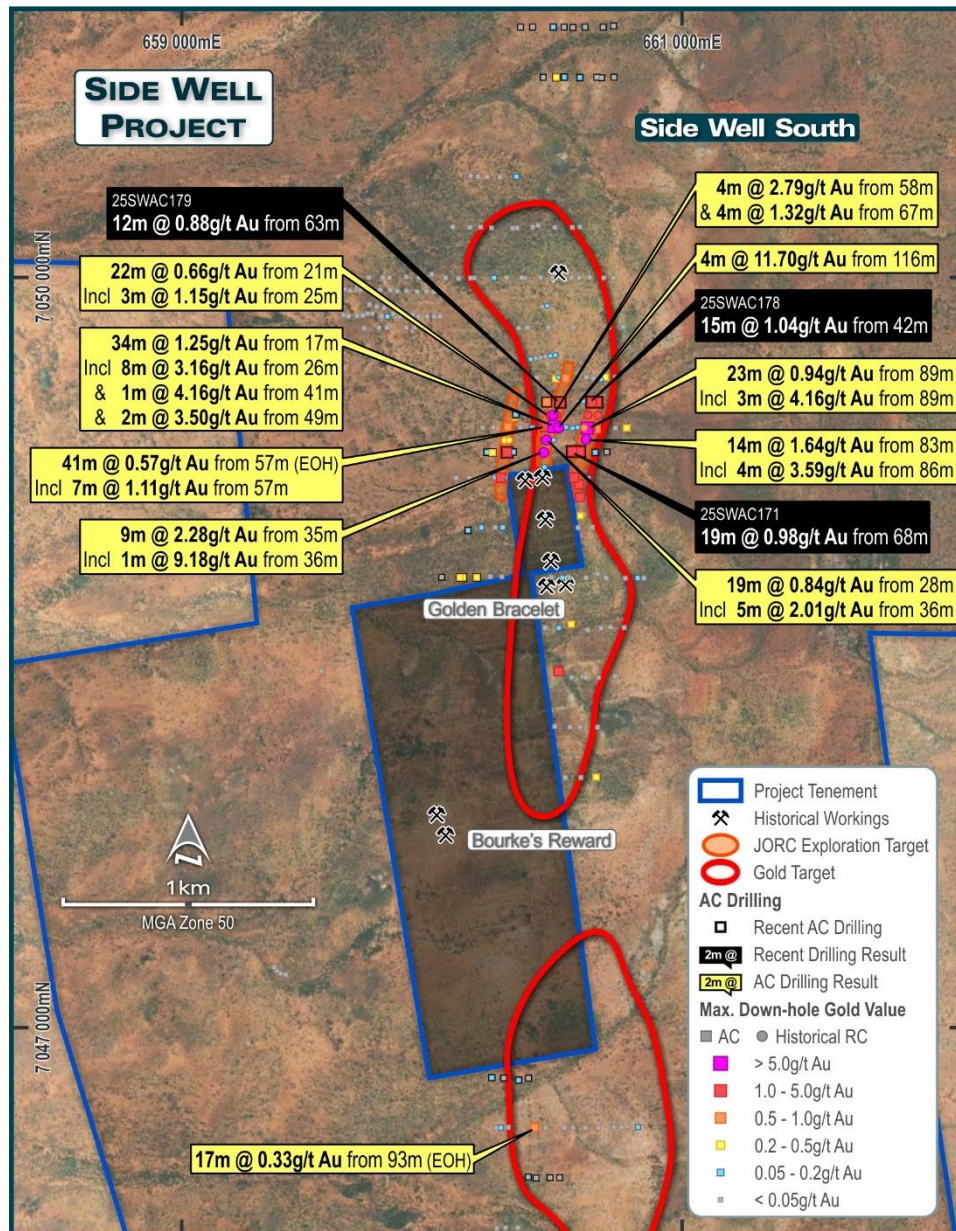 659 000mE
661 000mE
SIDE WELL
PROJECT
Side Well South
25SWAC179
12m @ 0.88g/t Au from 63m
4m @ 2.79g/t Au from 58m
& 4m @ 1.32g/t Au from 67m
7 050 000mN
22m @ 0.66g/t Au from 21m
Incl 3m @ 1.15g/t Au from 25m
4m @ 11.70g/t Au from 116m
25SWAC178
15m @ 1.04g/t Au from 42m
34m @ 1.25g/t Au from 17m
Incl 8m @ 3.16g/t Au from 26m
& 1m @ 4.16g/t Au from 41m
& 2m @ 3.50g/t Au from 49m
23m @ 0.94g/t Au from 89m
Incl 3m @ 4.16g/t Au from 89m
14m @ 1.64g/t Au from 83m
Incl 4m @ 3.59g/t Au from 86m
41m @ 0.57g/t Au from 57m (EOH)
Incl 7m @ 1.11g/t Au from 57m
25SWAC171
19m @ 0.98g/t Au from 68m
9m @ 2.28g/t Au from 35m
Incl 1m @ 9.18g/t Au from 36m
19m @ 0.84g/t Au from 28m
Incl 5m @ 2.01g/t Au from 36m
Golden Bracelet
Bourke's Reward
N
1km
MGA Zone 50
7 047 000mN
17m @ 0.33g/t Au from 93m (EOH)
Project Tenement
Historical Workings
JORC Exploration Target
Gold Target
AC Drilling
Recent AC Drilling
2m @ Recent Drilling Result
2m @ AC Drilling Result
Max. Down-hole Gold Value
AC Historical RC
> 5.0g/t Au
1.0 - 5.0g/t Au
0.5 - 1.0g/t Au
0.2 - 0.5g/t Au
0.05 - 0.2g/t Au
< 0.05g/t Au